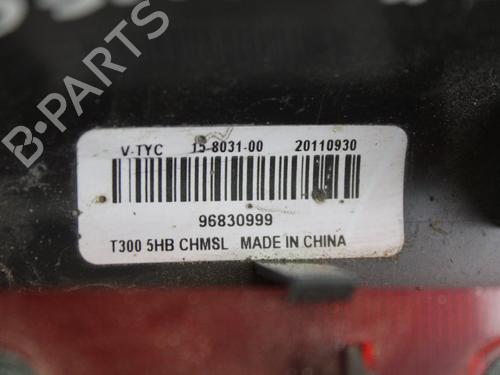 V-TYC 15-8031-00 20110930
96830999
T300 5HB CHMSL MADE IN CHINA
B-PARTS